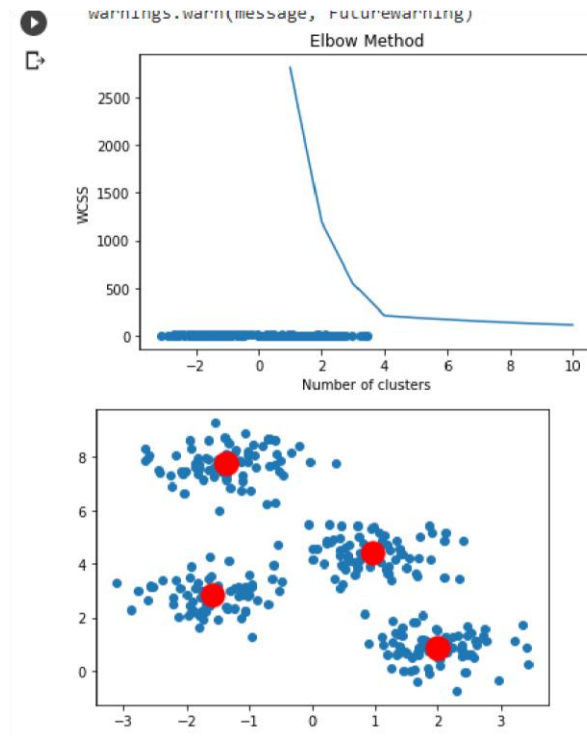 warnings.warn(message, FutureWarning)
Elbow Method
2500
2000
1500
1000
500
0
WCSS
−2 0 2 4 6 8 10
Number of clusters
8
6
4
2
0
−3 −2 −1 0 1 2 3